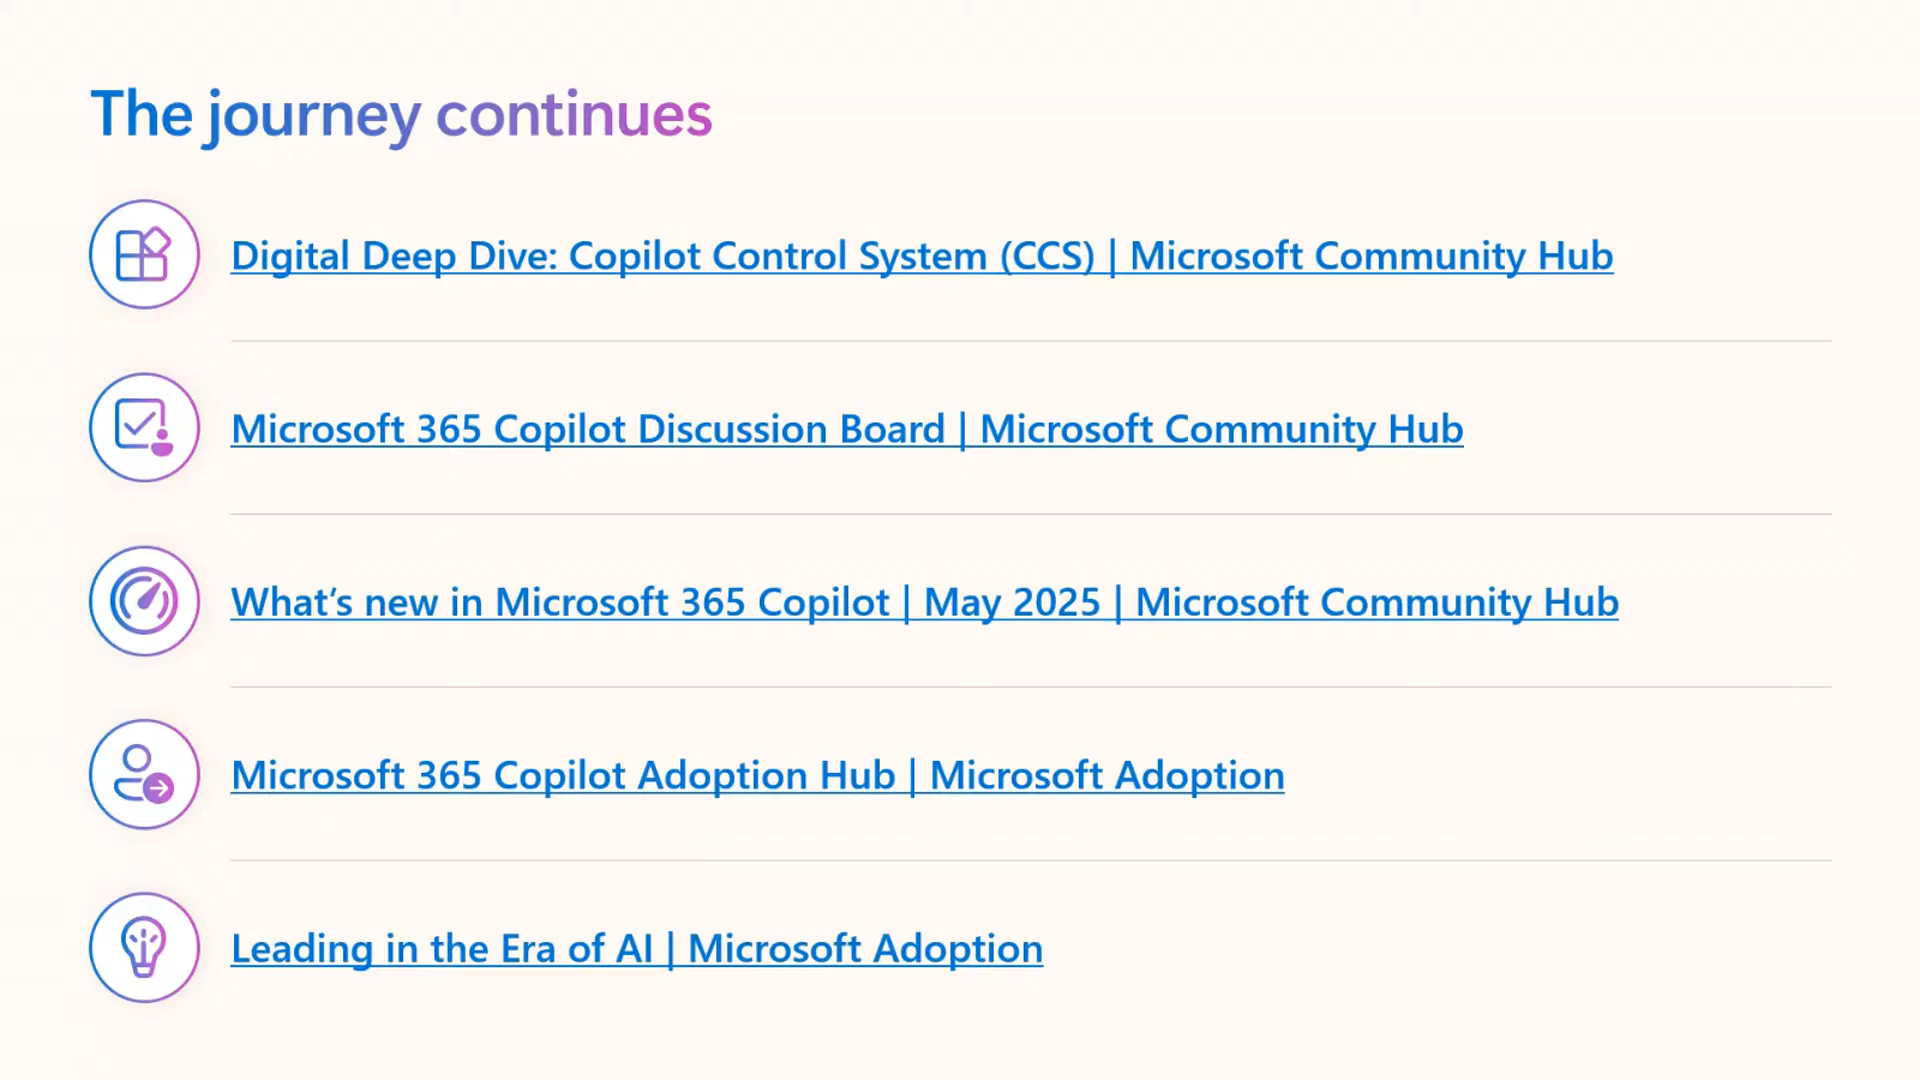 The journey continues
Digital Deep Dive: Copilot Control System (CCS) | Microsoft Community Hub
Microsoft 365 Copilot Discussion Board | Microsoft Community Hub
What’s new in Microsoft 365 Copilot | May 2025 | Microsoft Community Hub
Microsoft 365 Copilot Adoption Hub | Microsoft Adoption
Leading in the Era of AI | Microsoft Adoption